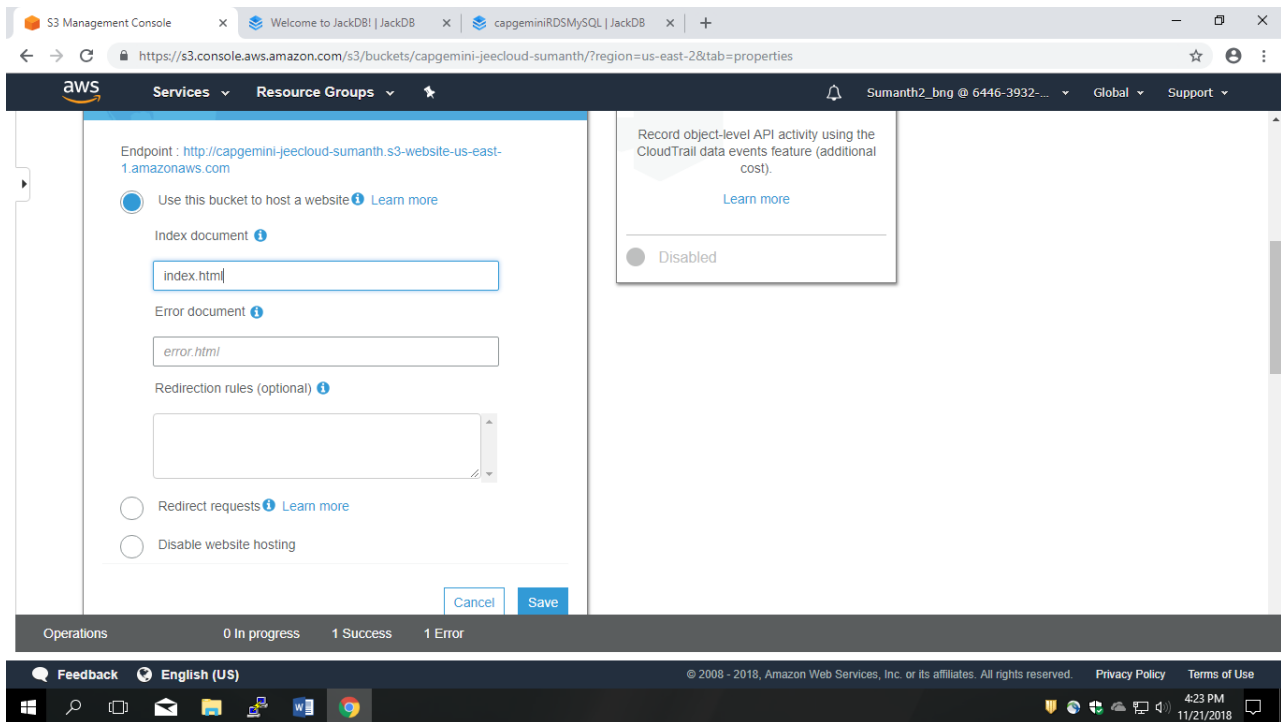 S3 Management Console
Welcome to JackDB! | JackDB
capgeminiRDSMySQL | JackDB
https://s3.console.aws.amazon.com/s3/buckets/capgemini-jeecloud-sumanth/?region=us-east-2&tab=properties
aws
Services
Resource Groups
Sumanth2_bng @ 6446-3932-...
Global
Support
Endpoint : http://capgemini-jeecloud-sumanth.s3-website-us-east-
1.amazonaws.com
Use this bucket to host a website Learn more
Index document
index.html
Error document
error.html
Redirection rules (optional)
Redirect requests Learn more
Disable website hosting
Cancel
Save
Record object-level API activity using the
CloudTrail data events feature (additional
cost).
Learn more
Disabled
Operations
0 In progress
1 Success
1 Error
Feedback
English (US)
© 2008 - 2018, Amazon Web Services, Inc. or its affiliates. All rights reserved.
Privacy Policy
Terms of Use
4:23 PM
11/21/2018